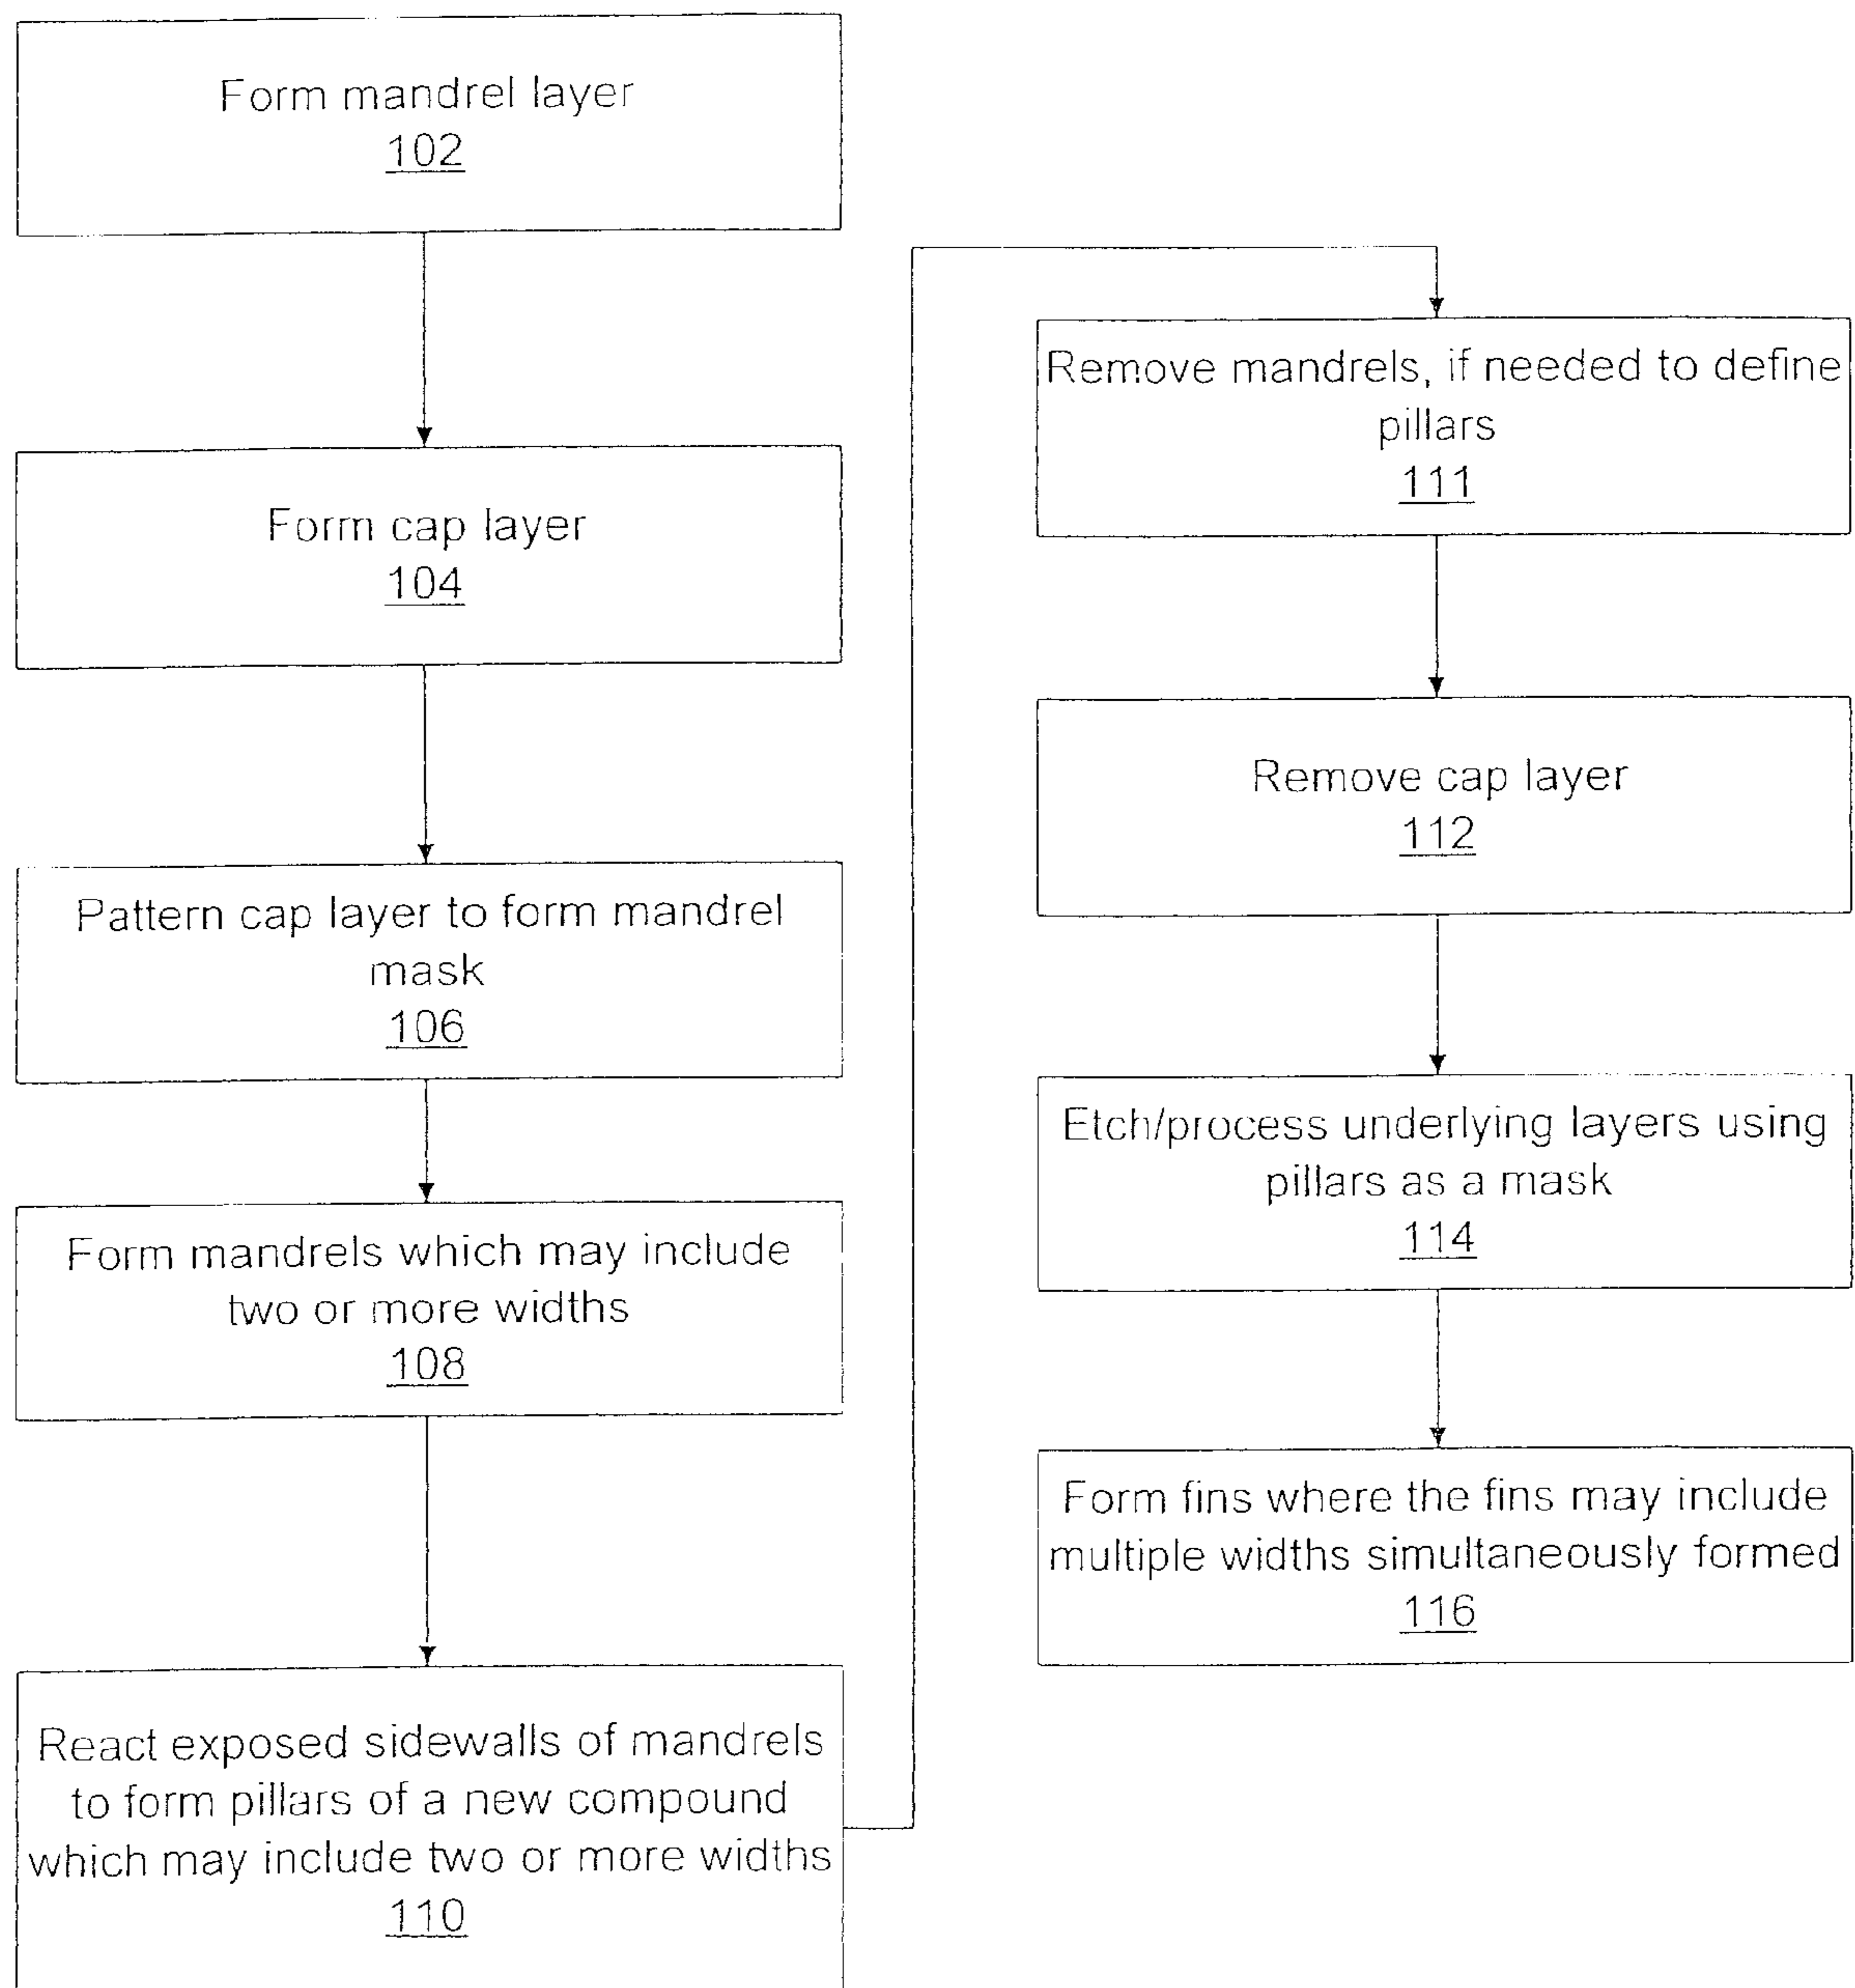 Form mandrel layer
102
Form cap layer
104
Pattern cap layer to form mandrel
mask
106
Form mandrels which may include
two or more widths
108
React exposed sidewalls of mandrels
to form pillars of a new compound
which may include two or more widths
110
Remove mandrels, if needed to define
pillars
111
Remove cap layer
112
Etch/process underlying layers using
pillars as a mask
114
Form fins where the fins may include
multiple widths simultaneously formed
116